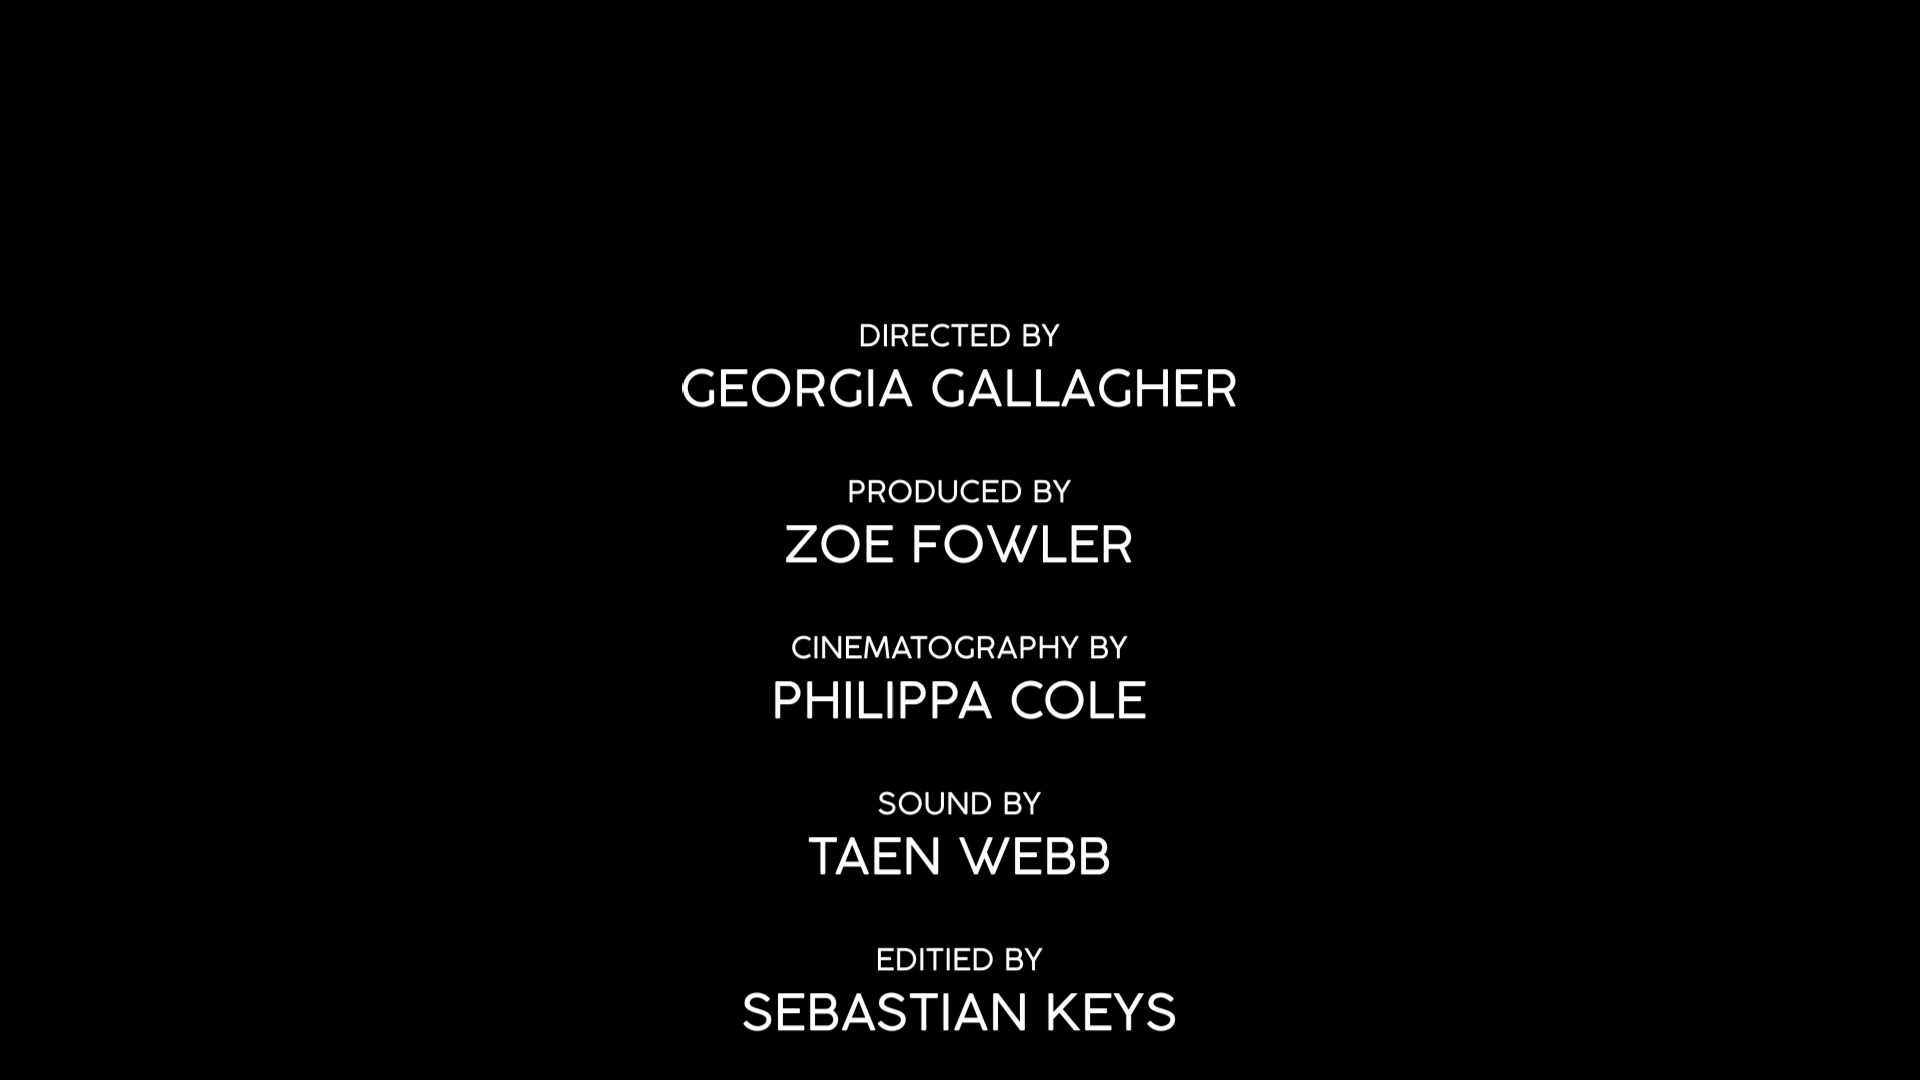 DIRECTED BY
GEORGIA GALLAGHER
PRODUCED BY
ZOE FOWLER
CINEMATOGRAPHY BY
PHILIPPA COLE
SOUND BY
TAEN WEBB
EDITIED BY
SEBASTIAN KEYS